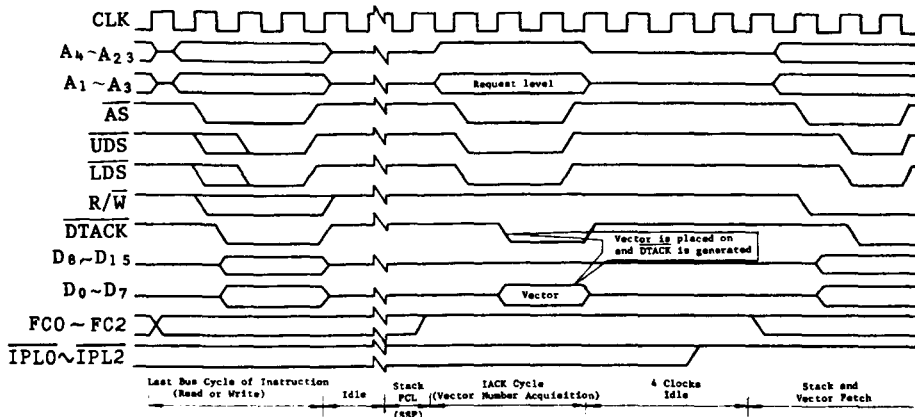 CLK
A4~A23
A1~A3
Request level
AS
UDS
LDS
R/W
DTACK
Vector is placed on
end DTACK is generated
D8~D15
D0~D7
Vector
FC0~FC2
IPL0~IPL2
Last Bus Cycle of Instruction
(Read or Write)
Idle
Stack
PCL
(SSP)
IACK Cycle
(Vector Number Acquisition)
4 Clocks
Idle
Stack and
Vector Fetch